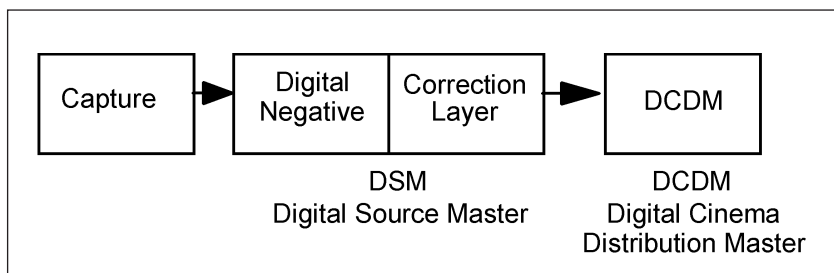 Capture
Digital
Negative
Correction
Layer
DCDM
DSM
Digital Source Master
DCDM
Digital Cinema
Distribution Master